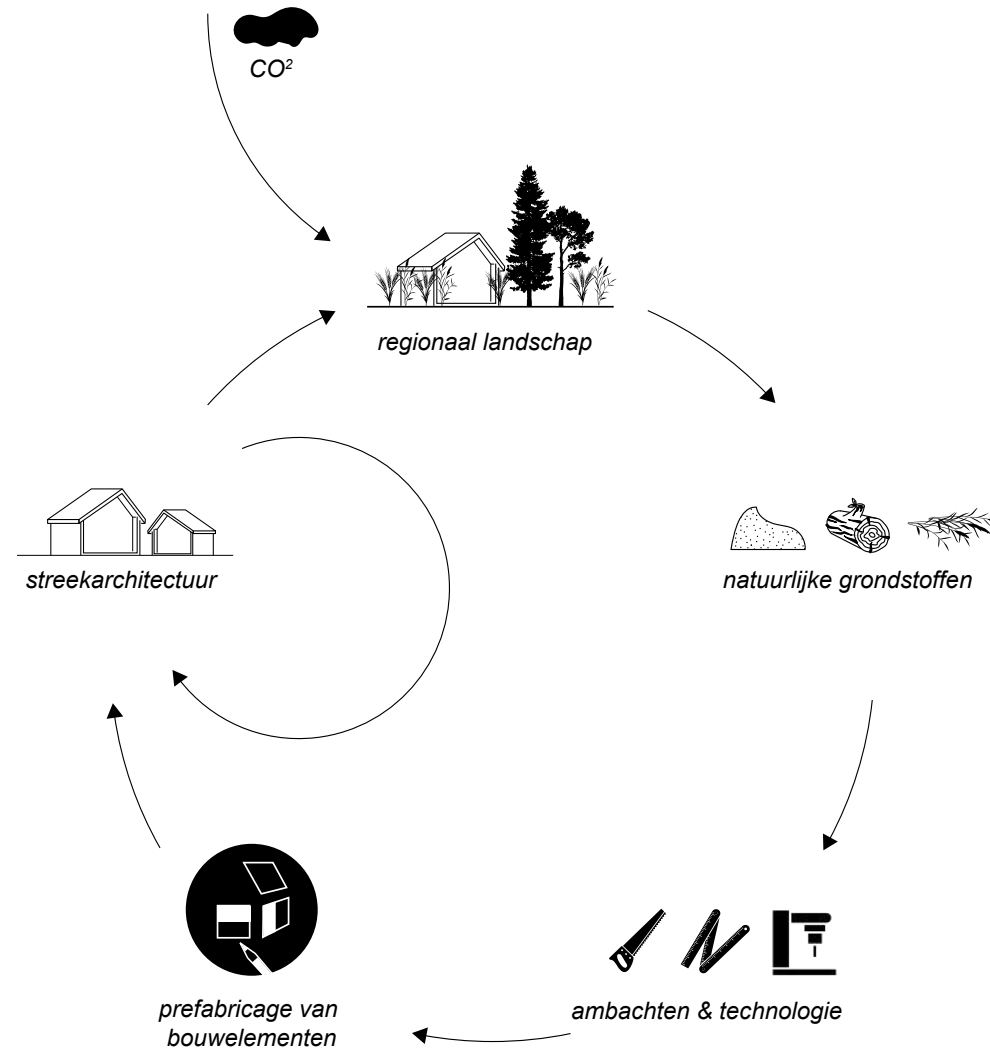 CO²
regionaal landschap
streekarchitectuur
natuurlijke grondstoffen
prefabricage van
bouwelementen
ambachten & technologie